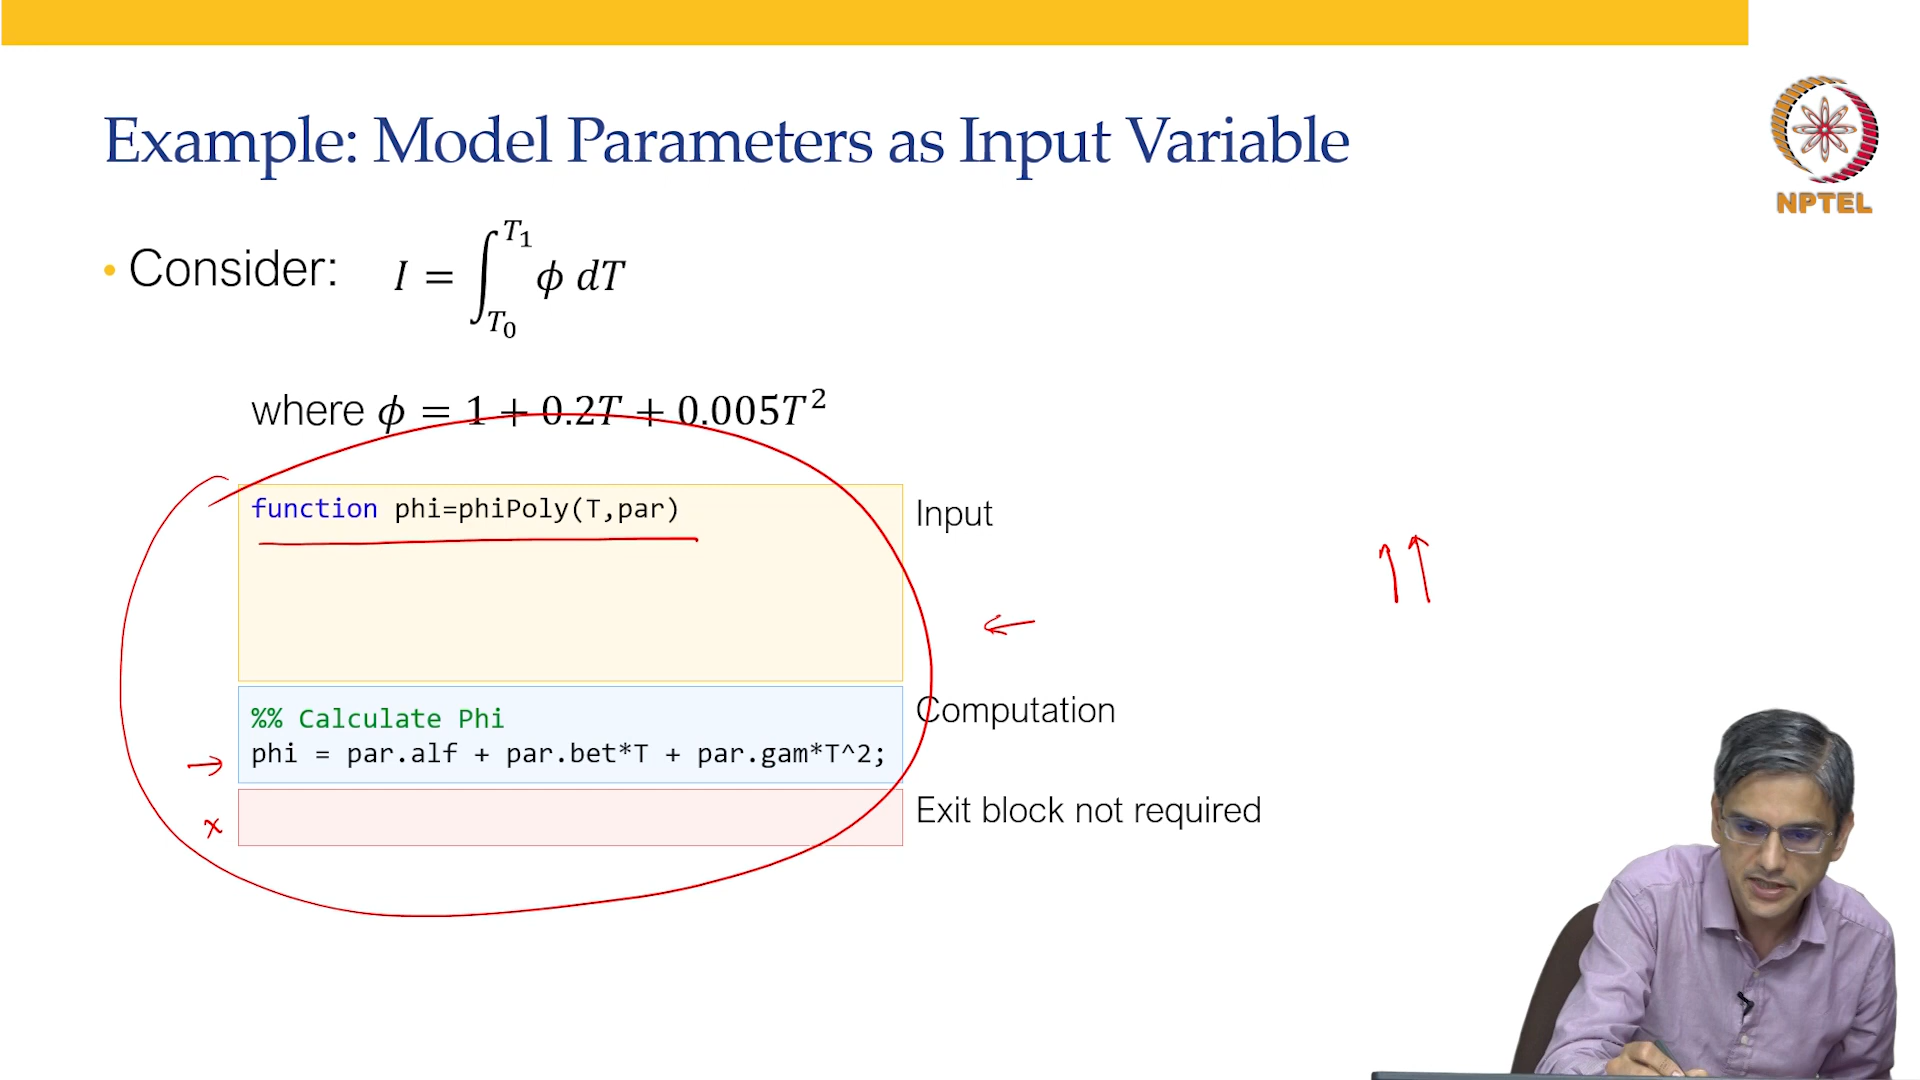 Example: Model Parameters as Input Variable
NPTEL
• Consider: I = ∫_{T_0}^{T_1} ϕ dT
where ϕ = 1 + 0.2T + 0.005T²
function phi=phiPoly(T,par)
Input
%% Calculate Phi
Computation
phi = par.alf + par.bet*T + par.gam*T^2;
x
Exit block not required